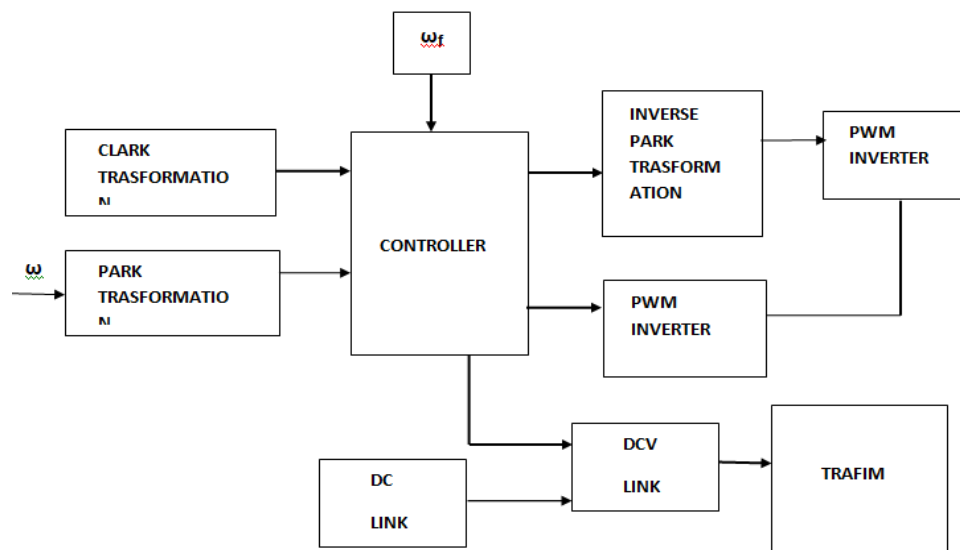 ωf
CLARK
TRASFORMATIO
N
ω
PARK
TRASFORMATIO
N
CONTROLLER
INVERSE
PARK
TRASFORM
ATION
PWM
INVERTER
PWM
INVERTER
DC
LINK
DCV
LINK
TRAFIM